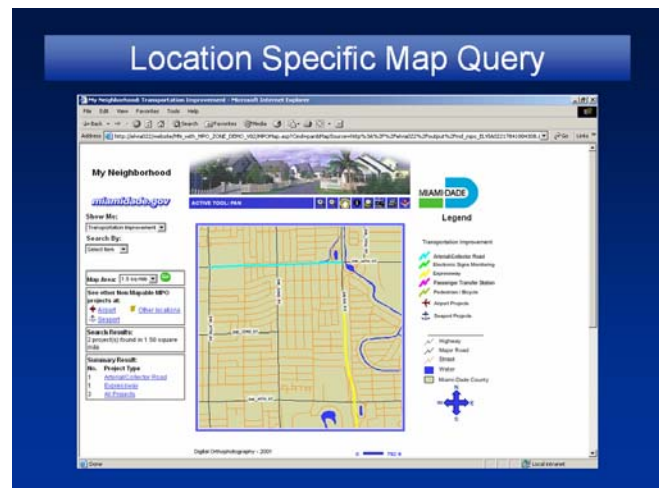 Location Specific Map Query
My Neighborhood: Transportation Improvement - Microsoft Internet Explorer
File Edit View Favorites Tools Help
Back Search Favorites Media
Address
Go Links
My Neighborhood
miamidade.gov
Show Me:
Transportation Improvement
Search By:
Select Item
Map Area: 1.5 sq mile
See other Non-Mapable MPO
projects at:
Airport Other locations
Seaport
Search Results:
2 project(s) found in 1.50 square
mile
Summary Result:
No. Project Type
1 Arterial/Collector Road
1 Expressway
All Projects
ACTIVE TOOL: PAN
Digital Orthophotography - 2001
MIAMI-DADE
Legend
Transportation Improvement
Arterial/Collector Road
Electronic Signs Monitoring
Expressway
Passenger Transfer Station
Pedestrian / Bicycle
Airport Projects
Seaport Projects
Highway
Major Road
Street
Water
Miami-Dade County
N
W E
S
Done
Local intranet